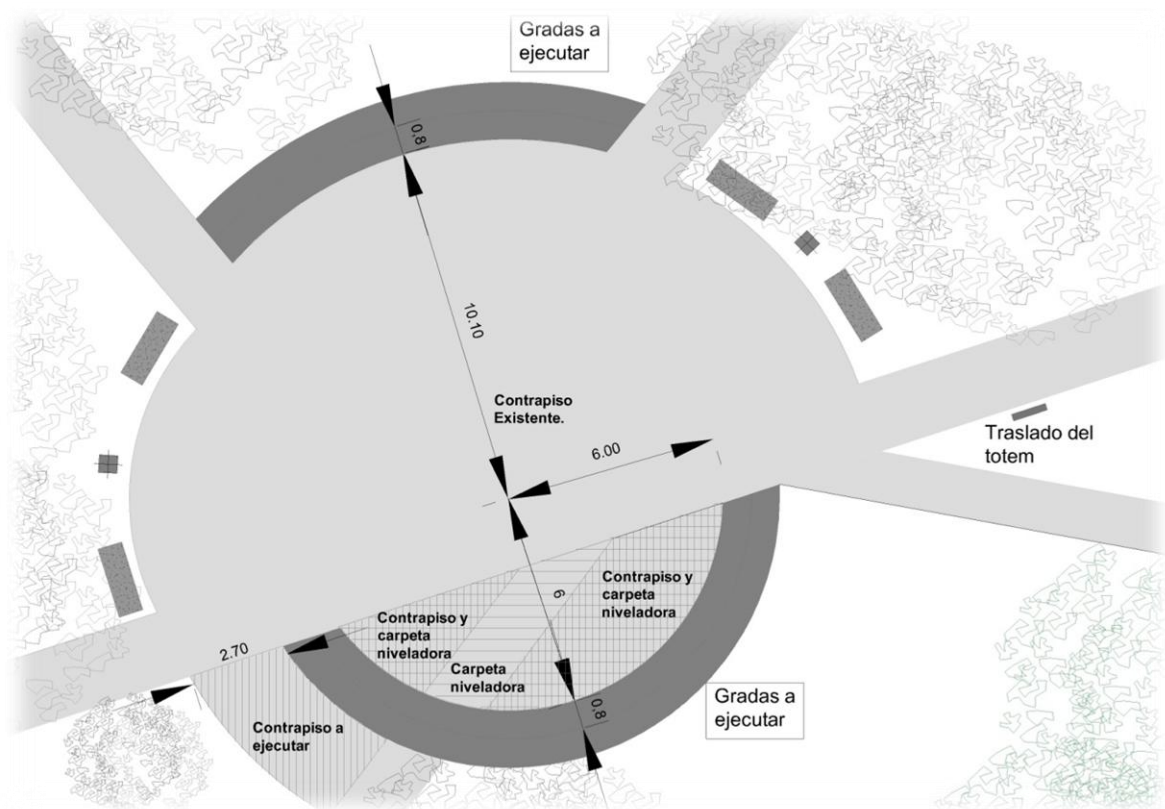 Gradas a
ejecutar
0,8
10.10
Contrapiso
Existente.
6.00
Traslado del
totem
Contrapiso y
carpeta
niveladora
6
Contrapiso y
carpeta
niveladora
2.70
Carpeta
niveladora
Gradas a
ejecutar
0,8
Contrapiso a
ejecutar